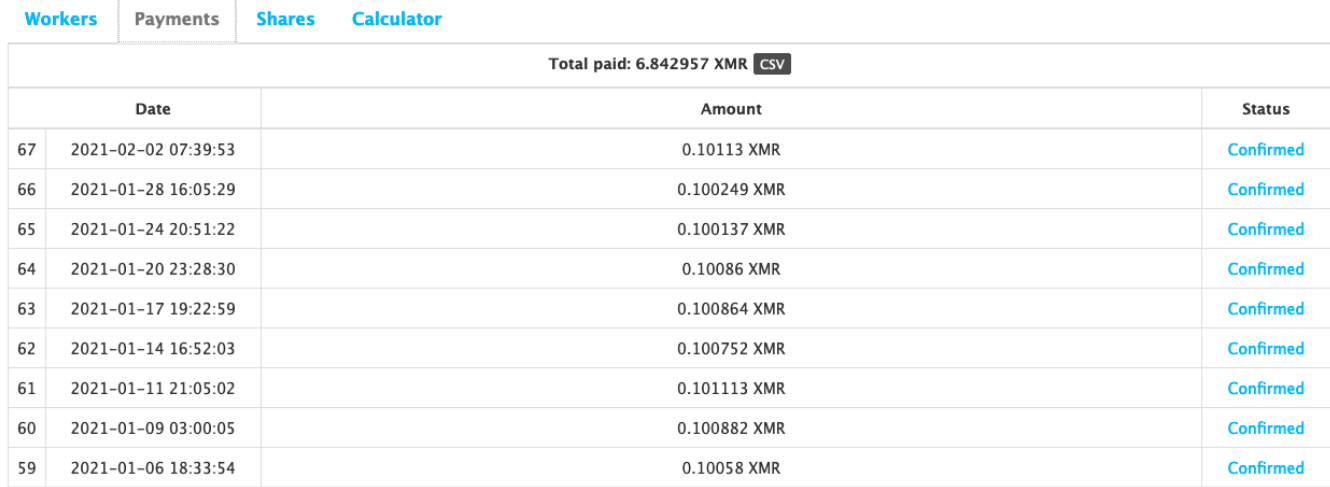 Workers Payments Shares Calculator
Total paid: 6.842957 XMR CSV
Date Amount Status
67 2021-02-02 07:39:53 0.10113 XMR Confirmed
66 2021-01-28 16:05:29 0.100249 XMR Confirmed
65 2021-01-24 20:51:22 0.100137 XMR Confirmed
64 2021-01-20 23:28:30 0.10086 XMR Confirmed
63 2021-01-17 19:22:59 0.100864 XMR Confirmed
62 2021-01-14 16:52:03 0.100752 XMR Confirmed
61 2021-01-11 21:05:02 0.101113 XMR Confirmed
60 2021-01-09 03:00:05 0.100882 XMR Confirmed
59 2021-01-06 18:33:54 0.10058 XMR Confirmed